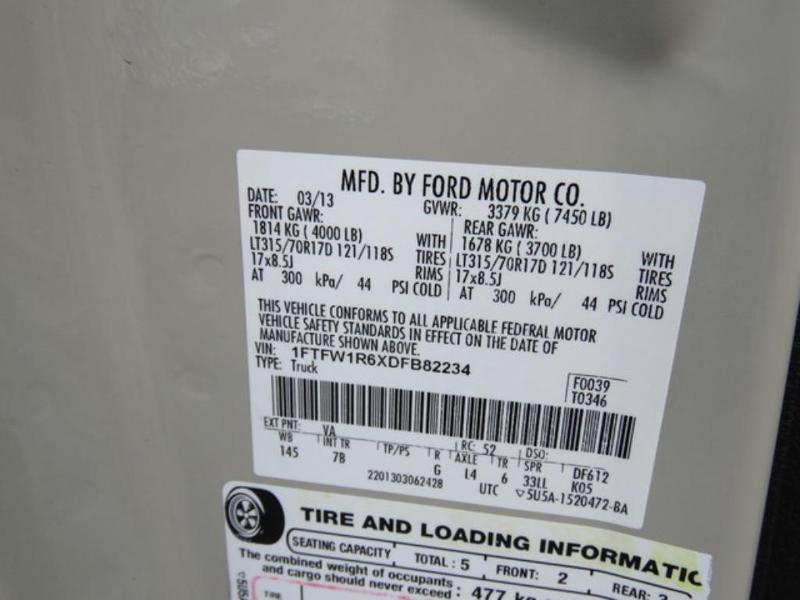 MFD. BY FORD MOTOR CO.
DATE: 03/13 GVWR: 3379 KG ( 7450 LB)
FRONT GAWR: REAR GAWR:
1814 KG ( 4000 LB) WITH 1678 KG ( 3700 LB) WITH
LT315/70R17D 121/118S TIRES LT315/70R17D 121/118S TIRES
17x8.5J RIMS 17x8.5J RIMS
AT 300 kPa/ 44 PSI COLD AT 300 kPa/ 44 PSI COLD
THIS VEHICLE CONFORMS TO ALL APPLICABLE FEDERAL MOTOR
VEHICLE SAFETY STANDARDS IN EFFECT ON THE DATE OF
MANUFACTURE SHOWN ABOVE.
VIN: 1FTFW1R6XDFB82234
TYPE: Truck
F0039
T0346
EXT PNT: VA RC: 52 DSO:
WB INT TR TP/PS R AXLE TR SPR DF612
145 7B G L4 6 33LL K05
2201303062428 UTC ▽5U5A-1520472-BA
TIRE AND LOADING INFORMATIO
SEATING CAPACITY TOTAL : 5 FRONT: 2 REAR: 3
The combined weight of occupants
and cargo should never exceed : 477 kg
TIRE